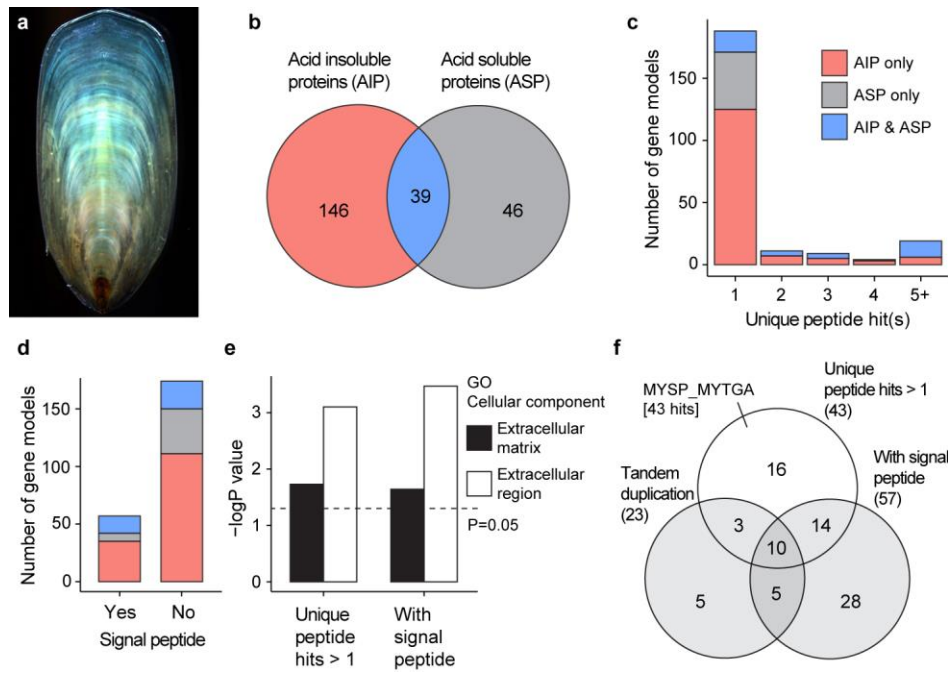 a
b
Acid insoluble
proteins (AIP)
Acid soluble
proteins (ASP)
146
39
46
c
Number of gene models
150
100
50
0
1 2 3 4 5+
Unique peptide hit(s)
AIP only
ASP only
AIP & ASP
d
Number of gene models
150
100
50
0
Yes No
Signal peptide
e
−logP value
3
2
1
0
GO
Cellular component
Extracellular
matrix
Extracellular
region
P=0.05
Unique
peptide
hits > 1
With
signal
peptide
f
MYSP_MYTGA
[43 hits]
Unique
peptide hits > 1
(43)
Tandem
duplication
(23)
With signal
peptide
(57)
16
3
10
14
5
5
28